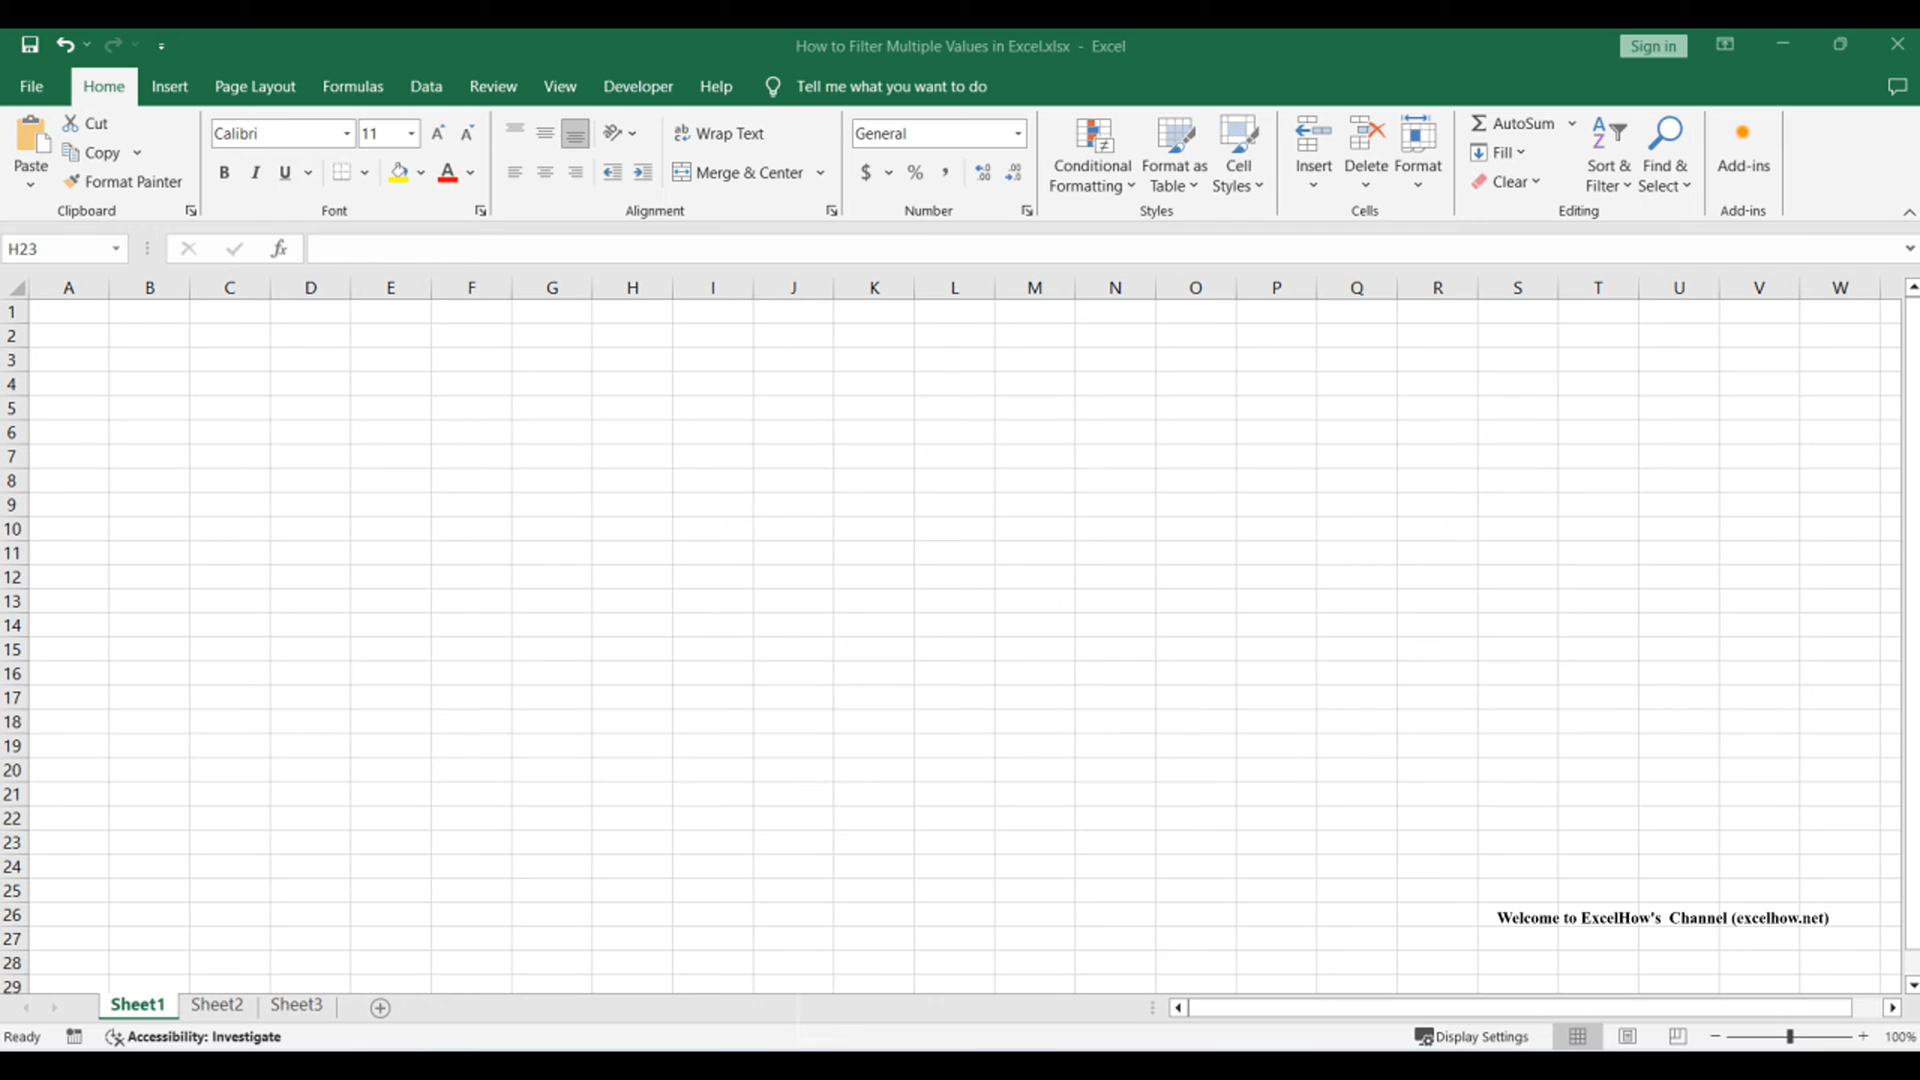 How to Filter Multiple Values in Excel.xlsx - Excel
Sign in
File Home Insert Page Layout Formulas Data Review View Developer Help Tell me what you want to do
Paste
Cut
Copy
Format Painter
Clipboard
Calibri 11
B I U A
Font
Wrap Text
Merge & Center
Alignment
General
$ % ,
Number
Conditional Formatting
Format as Table
Cell Styles
Styles
Insert Delete Format
Cells
AutoSum
Fill
Clear
Sort & Filter
Find & Select
Editing
Add-ins
Add-ins
H23 fx
A B C D E F G H I J K L M N O P Q R S T U V W
1
2
3
4
5
6
7
8
9
10
11
12
13
14
15
16
17
18
19
20
21
22
23
24
25
26
27
28
29
Welcome to ExcelHow's Channel (excelhow.net)
Sheet1 Sheet2 Sheet3
Ready Accessibility: Investigate Display Settings 100%